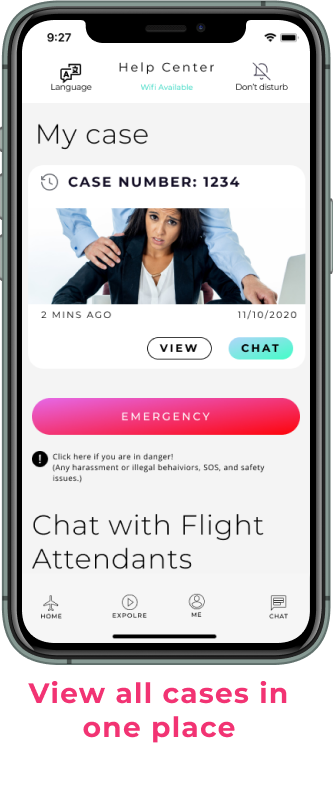 9:27
Help Center
Language
Wifi Available
Don't disturb
My case
CASE NUMBER: 1234
2 MINS AGO
11/10/2020
VIEW
CHAT
EMERGENCY
! Click here if you are in danger!
(Any harassment or illegal behaiviors, SOS, and safety
issues.)
Chat with Flight
Attendants
HOME
EXPOLRE
ME
CHAT
View all cases in
one place